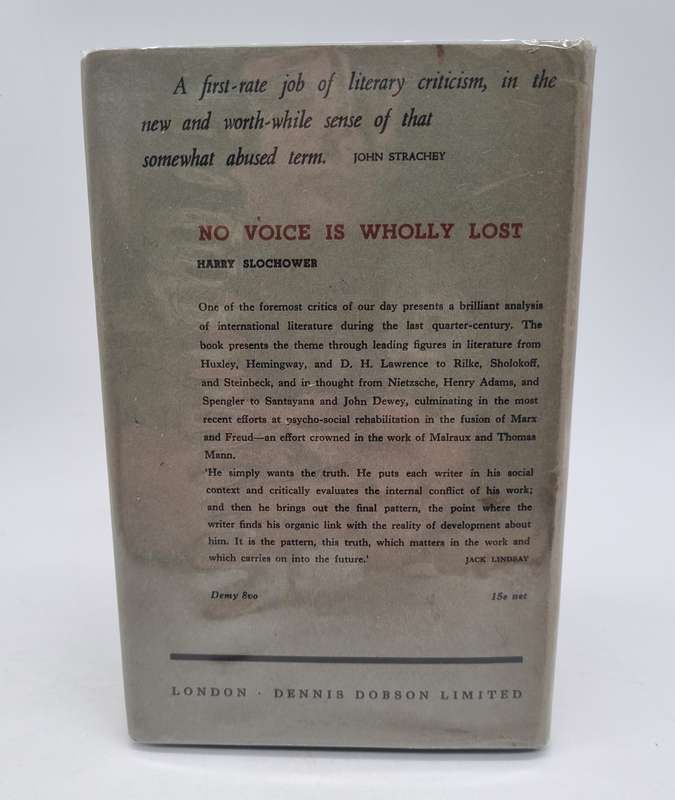 A first-rate job of literary criticism, in the
new and worth-while sense of that
somewhat abused term. JOHN STRACHEY
NO VOICE IS WHOLLY LOST
HARRY SLOCHOWER
One of the foremost critics of our day presents a brilliant analysis
of international literature during the last quarter-century. The
book presents the theme through leading figures in literature from
Huxley, Hemingway, and D. H. Lawrence to Rilke, Sholokoff,
and Steinbeck, and in thought from Nietzsche, Henry Adams, and
Spengler to Santayana and John Dewey, culminating in the most
recent efforts at psycho-social rehabilitation in the fusion of Marx
and Freud—an effort crowned in the work of Malraux and Thomas
Mann.
'He simply wants the truth. He puts each writer in his social
context and critically evaluates the internal conflict of his work;
and then he brings out the final pattern, the point where the
writer finds his organic link with the reality of development about
him. It is the pattern, this truth, which matters in the work and
which carries on into the future.' JACK LINDSAY
Demy 8vo 15s net
LONDON · DENNIS DOBSON LIMITED